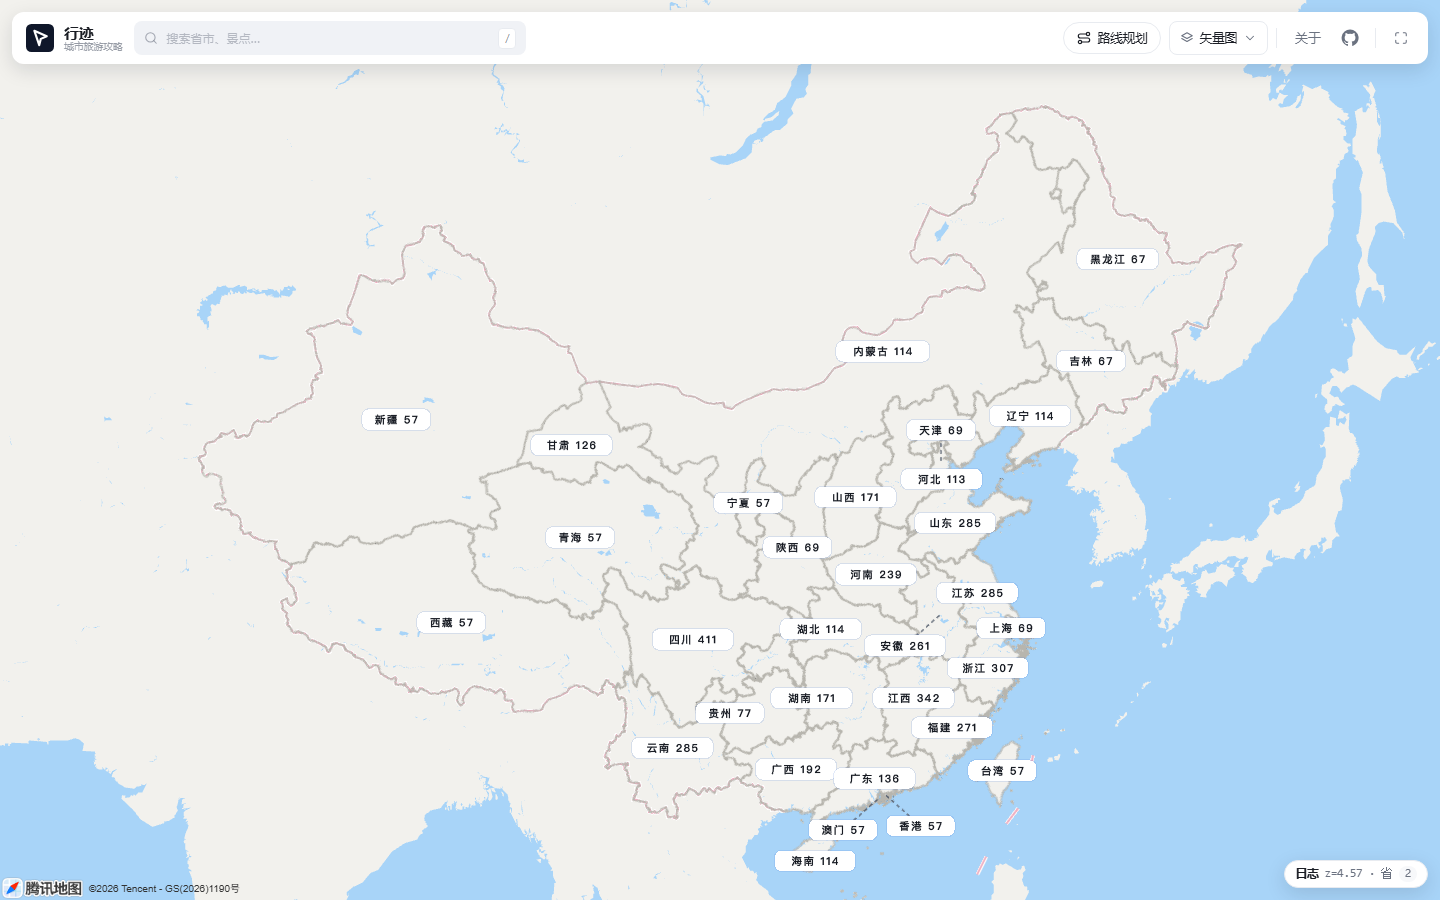 行迹
城市旅游攻略
搜索省市、景点...
/
路线规划
矢量图
关于
黑龙江 67
内蒙古 114
吉林 67
新疆 57
辽宁 114
天津 69
甘肃 126
河北 113
宁夏 57
山西 171
山东 285
青海 57
陕西 69
河南 239
江苏 285
西藏 57
湖北 114
上海 69
四川 411
安徽 261
浙江 307
湖南 171
江西 342
贵州 77
福建 271
云南 285
广西 192
台湾 57
广东 136
澳门 57
香港 57
海南 114
腾讯地图 ©2026 Tencent - GS(2026)1190号
日志 z=4.57 · 省 2